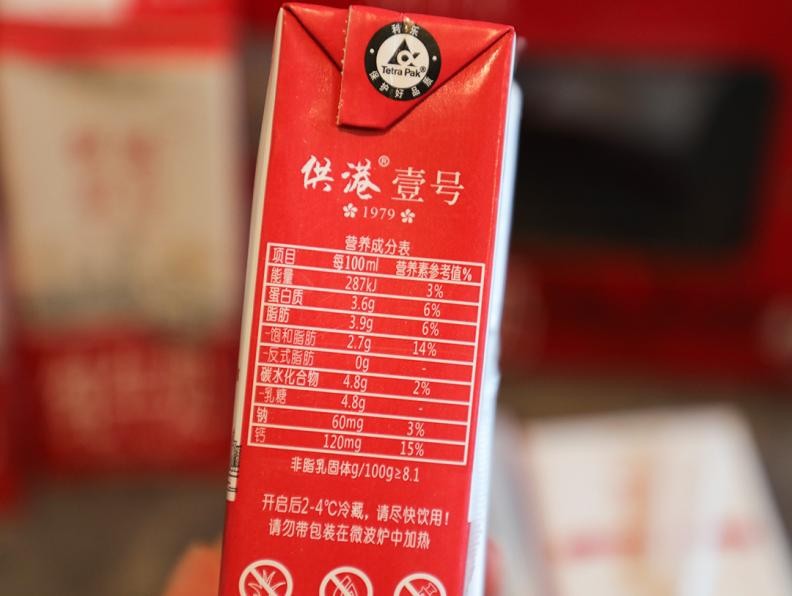 利·乐
Tetra Pak®
保护好品质
供港®壹号
1979
营养成分表
项目 每100ml 营养素参考值%
能量 287kJ 3%
蛋白质 3.6g 6%
脂肪 3.9g 6%
-饱和脂肪 2.7g 14%
-反式脂肪 0g -
碳水化合物 4.8g 2%
-乳糖 4.8g -
钠 60mg 3%
钙 120mg 15%
非脂乳固体g/100g≥8.1
开启后2-4℃冷藏，请尽快饮用！
请勿带包装在微波炉中加热